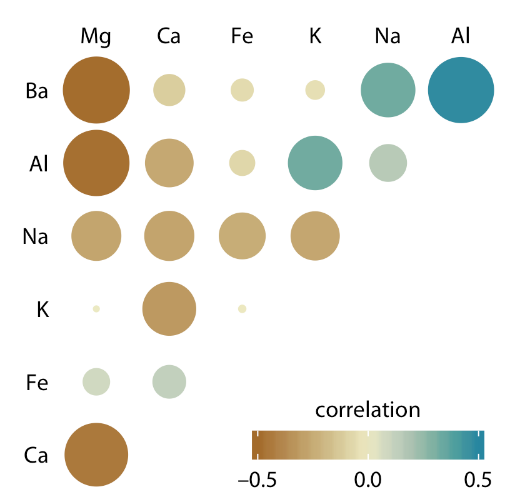 Mg Ca Fe K Na Al
Ba
Al
Na
K
Fe
correlation
Ca
–0.5 0.0 0.5